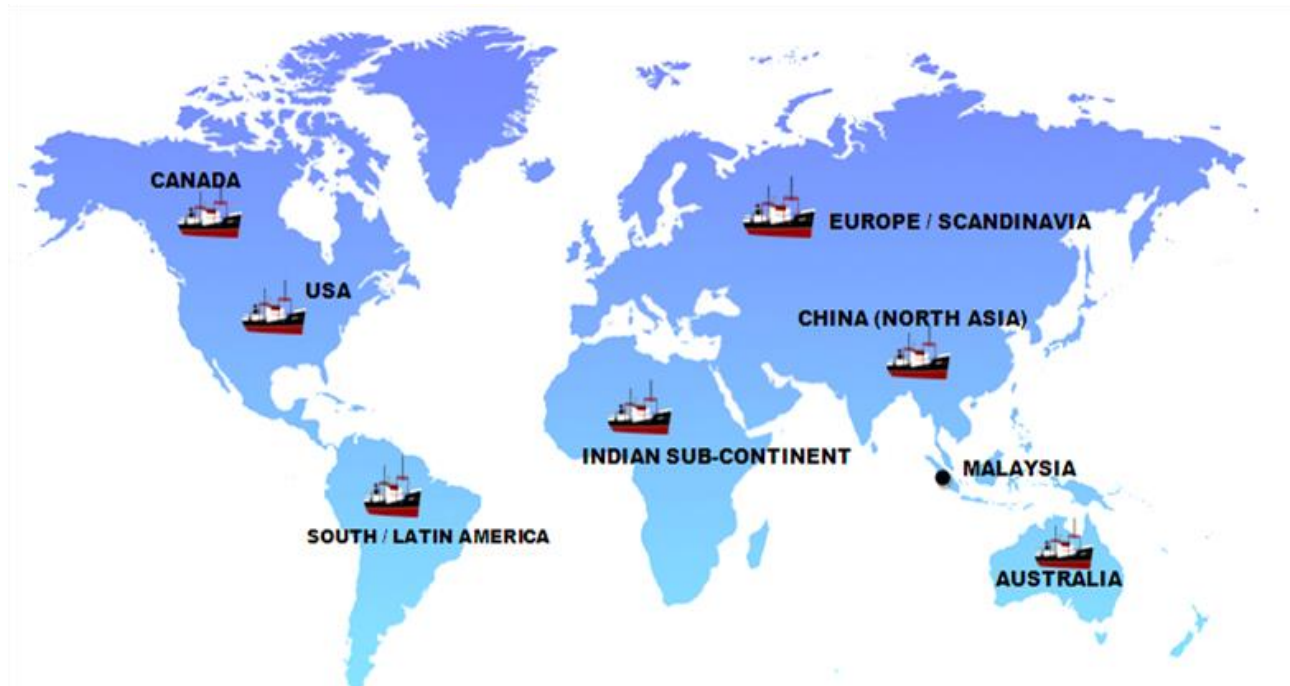 CANADA
EUROPE / SCANDINAVIA
USA
CHINA (NORTH ASIA)
INDIAN SUB-CONTINENT
MALAYSIA
SOUTH / LATIN AMERICA
AUSTRALIA